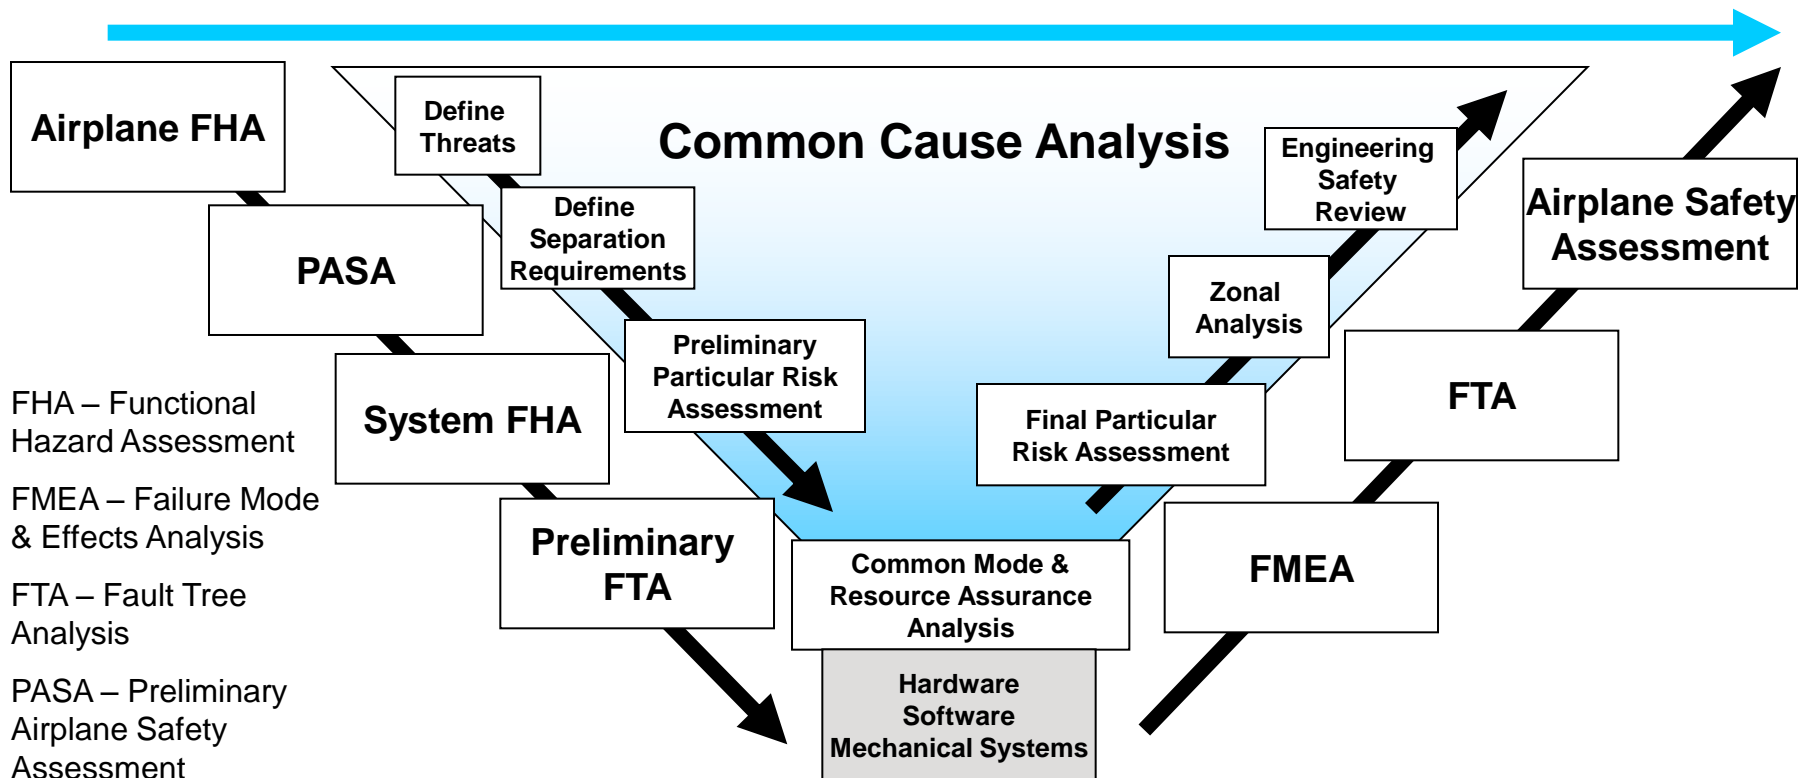 Airplane FHA
PASA
System FHA
Preliminary
FTA
Define
Threats
Define
Separation
Requirements
Preliminary
Particular Risk
Assessment
Common Cause Analysis
Common Mode &
Resource Assurance
Analysis
Hardware
Software
Mechanical Systems
Final Particular
Risk Assessment
Zonal
Analysis
Engineering
Safety
Review
FMEA
FTA
Airplane Safety
Assessment
FHA – Functional
Hazard Assessment
FMEA – Failure Mode
& Effects Analysis
FTA – Fault Tree
Analysis
PASA – Preliminary
Airplane Safety
Assessment